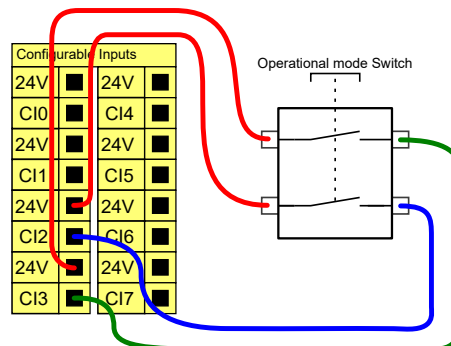 Configurable Inputs
24V 24V
CI0 CI4
24V 24V
CI1 CI5
24V 24V
CI2 CI6
24V 24V
CI3 CI7
Operational mode Switch